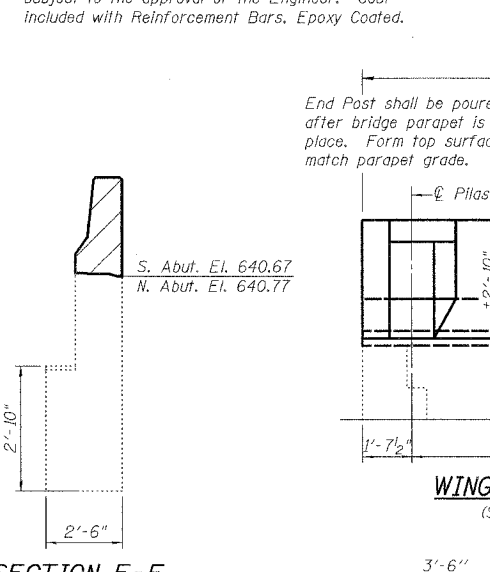 included with Reinforcement Bars, Epoxy Coated.
End Post shall be poure
after bridge parapet is
place. Form top surfac
match parapet grade.
℄ Pilas
S. Abut. El. 640.67
N. Abut. El. 640.77
±2'-10"
2'-10"
1'-7½"
2'-6"
WING
3'-6"